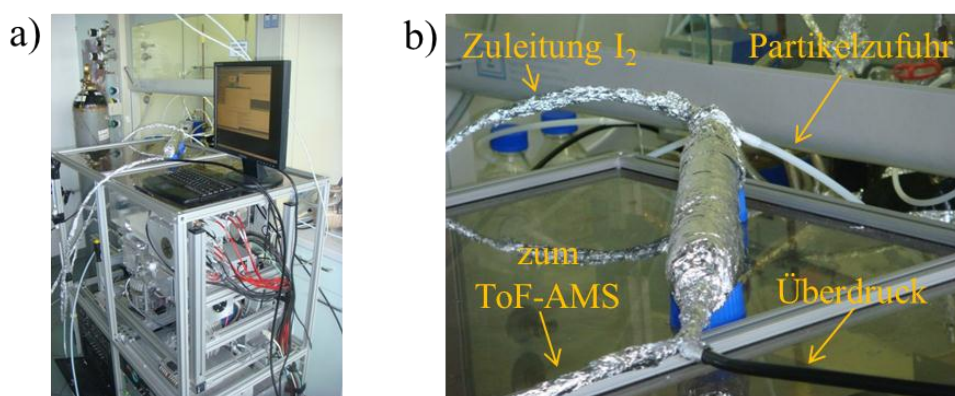 a)
b)
Zuleitung I₂
Partikelzufuhr
zum
ToF-AMS
Überdruck